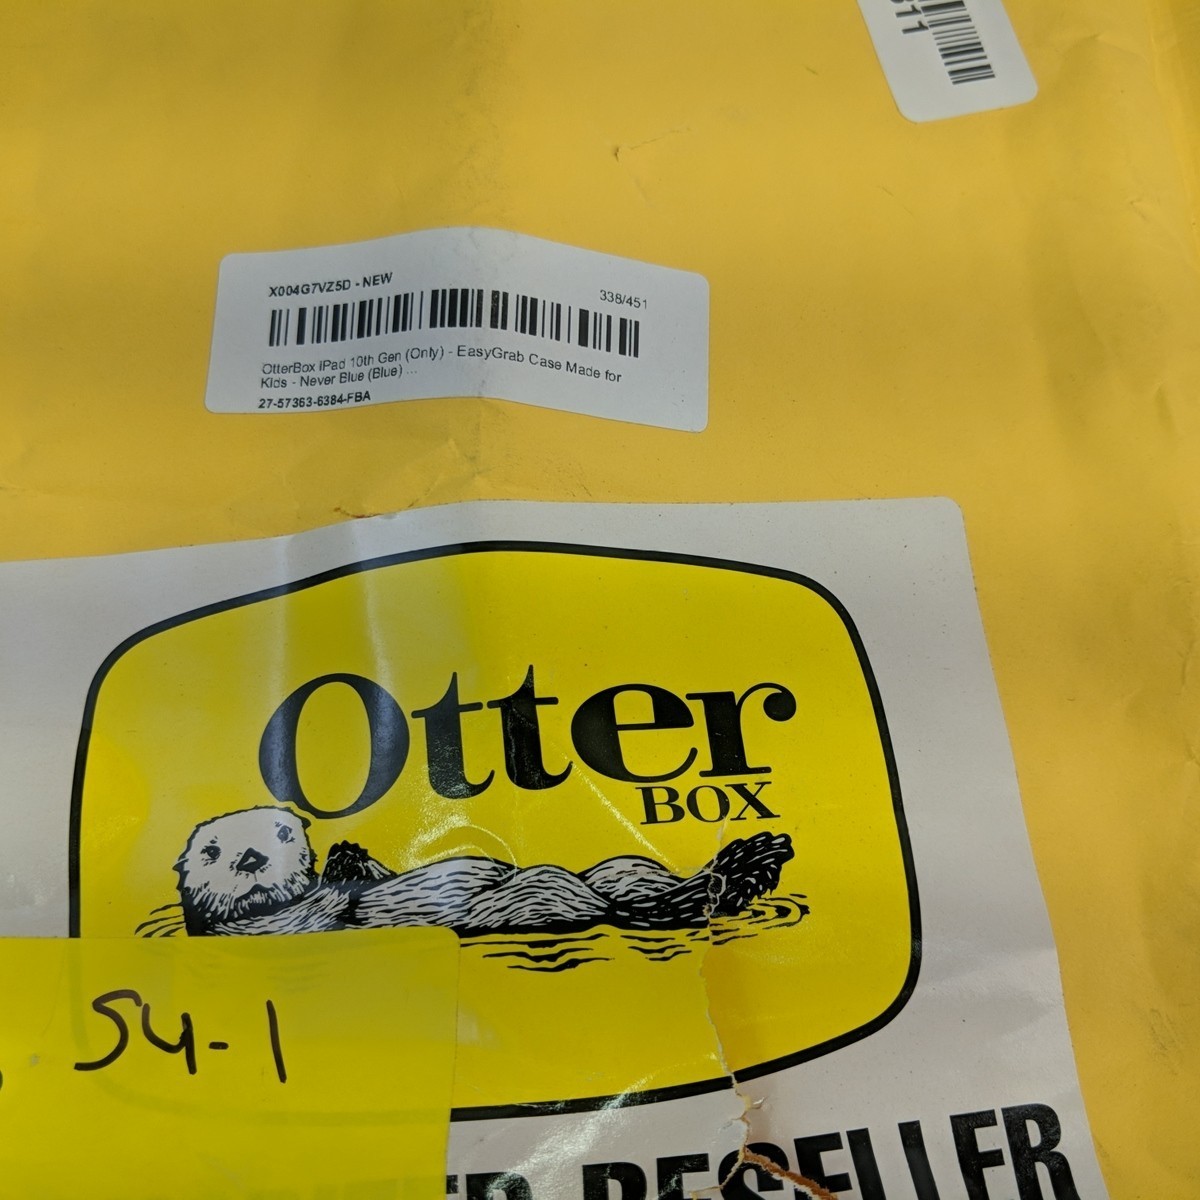 311
X004G7VZ5D - NEW
338/451
OtterBox iPad 10th Gen (Only) - EasyGrab Case Made for
Kids - Never Blue (Blue) ...
27-57363-6384-FBA
Otter
BOX
54-1
RESELLER